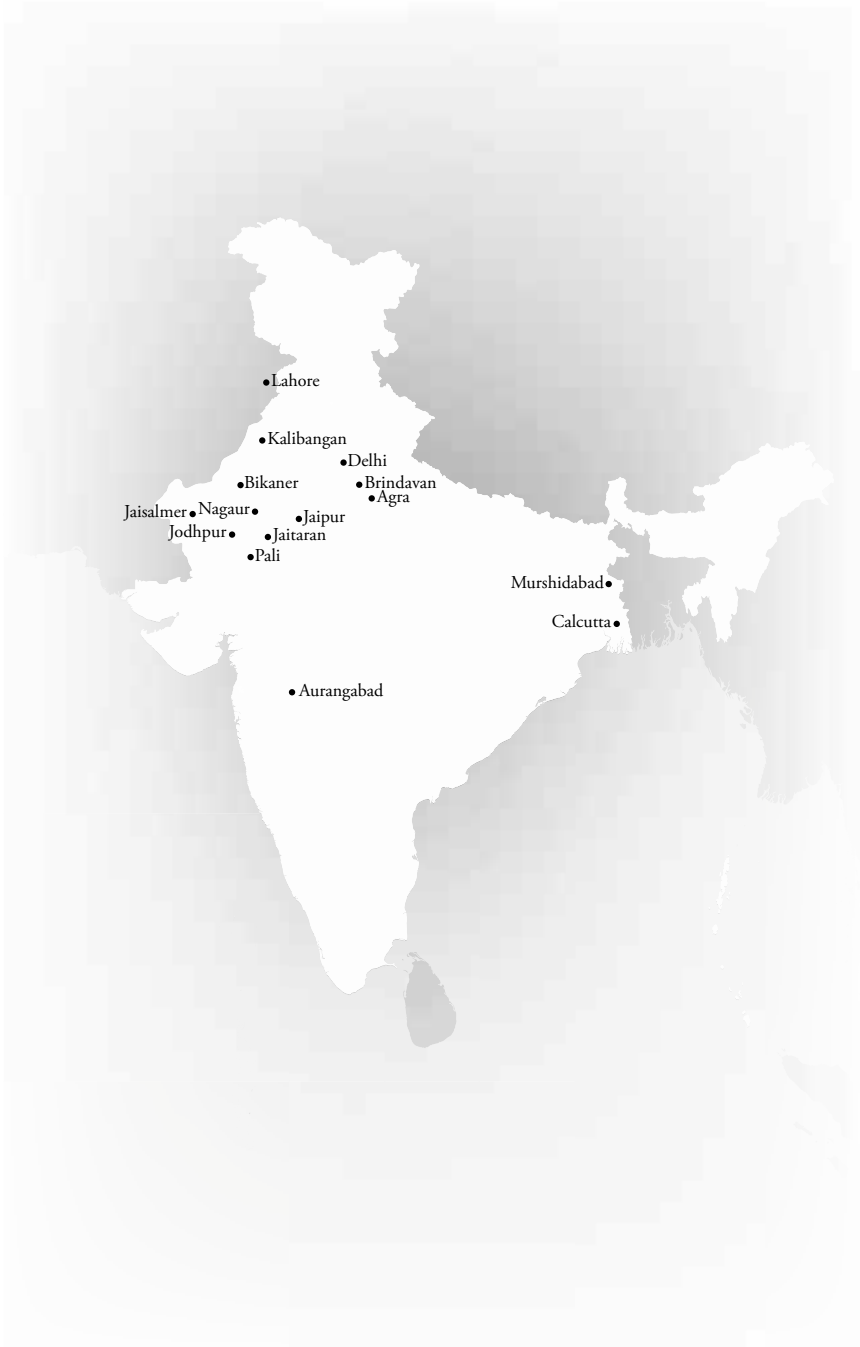 Lahore
Kalibangan
Delhi
Bikaner
Brindavan
Agra
Jaisalmer
Nagaur
Jaipur
Jodhpur
Jaitaran
Pali
Murshidabad
Calcutta
Aurangabad